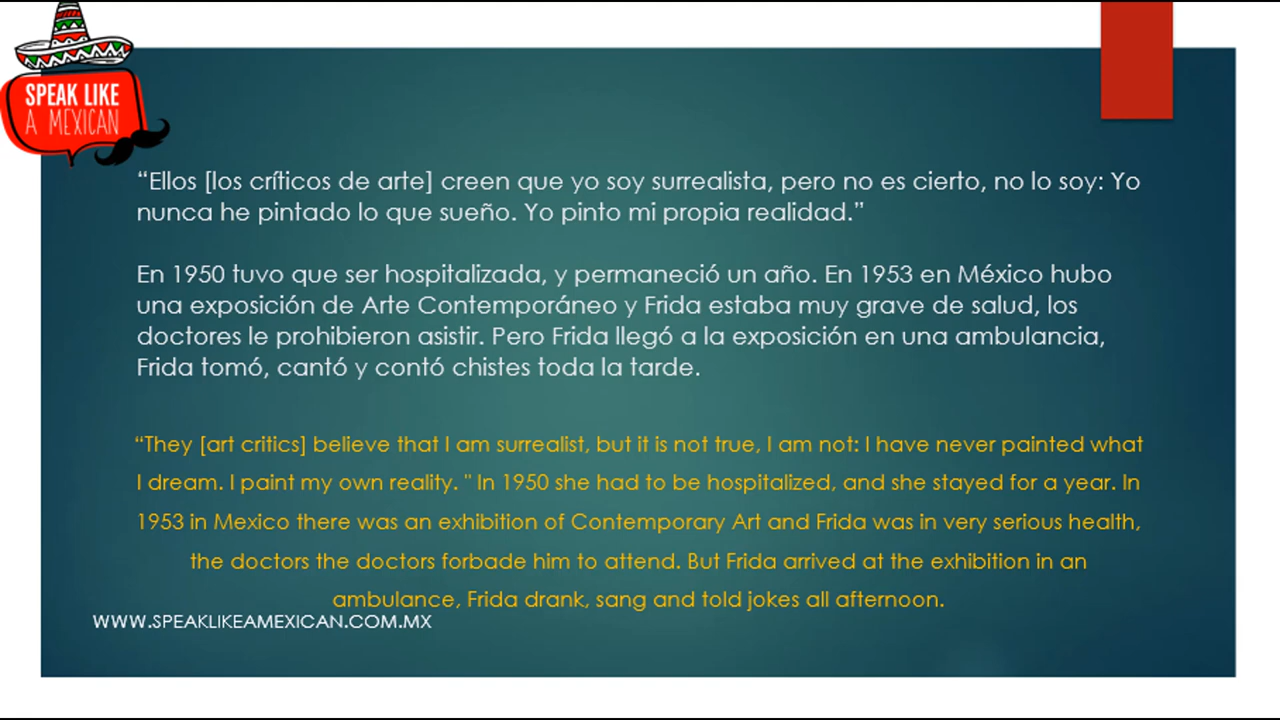 SPEAK LIKE
A MEXICAN
“Ellos [los críticos de arte] creen que yo soy surrealista, pero no es cierto, no lo soy: Yo
nunca he pintado lo que sueño. Yo pinto mi propia realidad.”
En 1950 tuvo que ser hospitalizada, y permaneció un año. En 1953 en México hubo
una exposición de Arte Contemporáneo y Frida estaba muy grave de salud, los
doctores le prohibieron asistir. Pero Frida llegó a la exposición en una ambulancia,
Frida tomó, cantó y contó chistes toda la tarde.
“They [art critics] believe that I am surrealist, but it is not true, I am not: I have never painted what
I dream. I paint my own reality. " In 1950 she had to be hospitalized, and she stayed for a year. In
1953 in Mexico there was an exhibition of Contemporary Art and Frida was in very serious health,
the doctors the doctors forbade him to attend. But Frida arrived at the exhibition in an
ambulance, Frida drank, sang and told jokes all afternoon.
WWW.SPEAKLIKEAMEXICAN.COM.MX